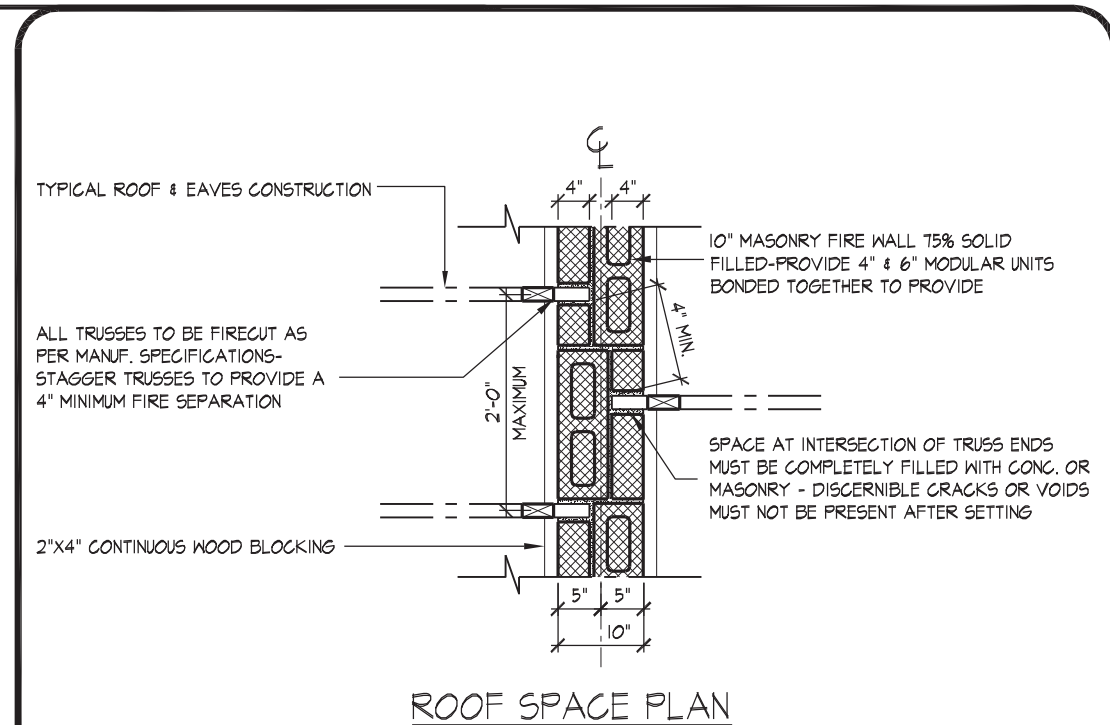 ℄
4" 4"
TYPICAL ROOF & EAVES CONSTRUCTION
10" MASONRY FIRE WALL 75% SOLID
FILLED-PROVIDE 4" & 6" MODULAR UNITS
BONDED TOGETHER TO PROVIDE
4" MIN.
ALL TRUSSES TO BE FIRECUT AS
PER MANUF. SPECIFICATIONS-
STAGGER TRUSSES TO PROVIDE A
4" MINIMUM FIRE SEPARATION
2'-0"
MAXIMUM
SPACE AT INTERSECTION OF TRUSS ENDS
MUST BE COMPLETELY FILLED WITH CONC. OR
MASONRY - DISCERNIBLE CRACKS OR VOIDS
MUST NOT BE PRESENT AFTER SETTING
2"X4" CONTINUOUS WOOD BLOCKING
5" 5"
10"
ROOF SPACE PLAN